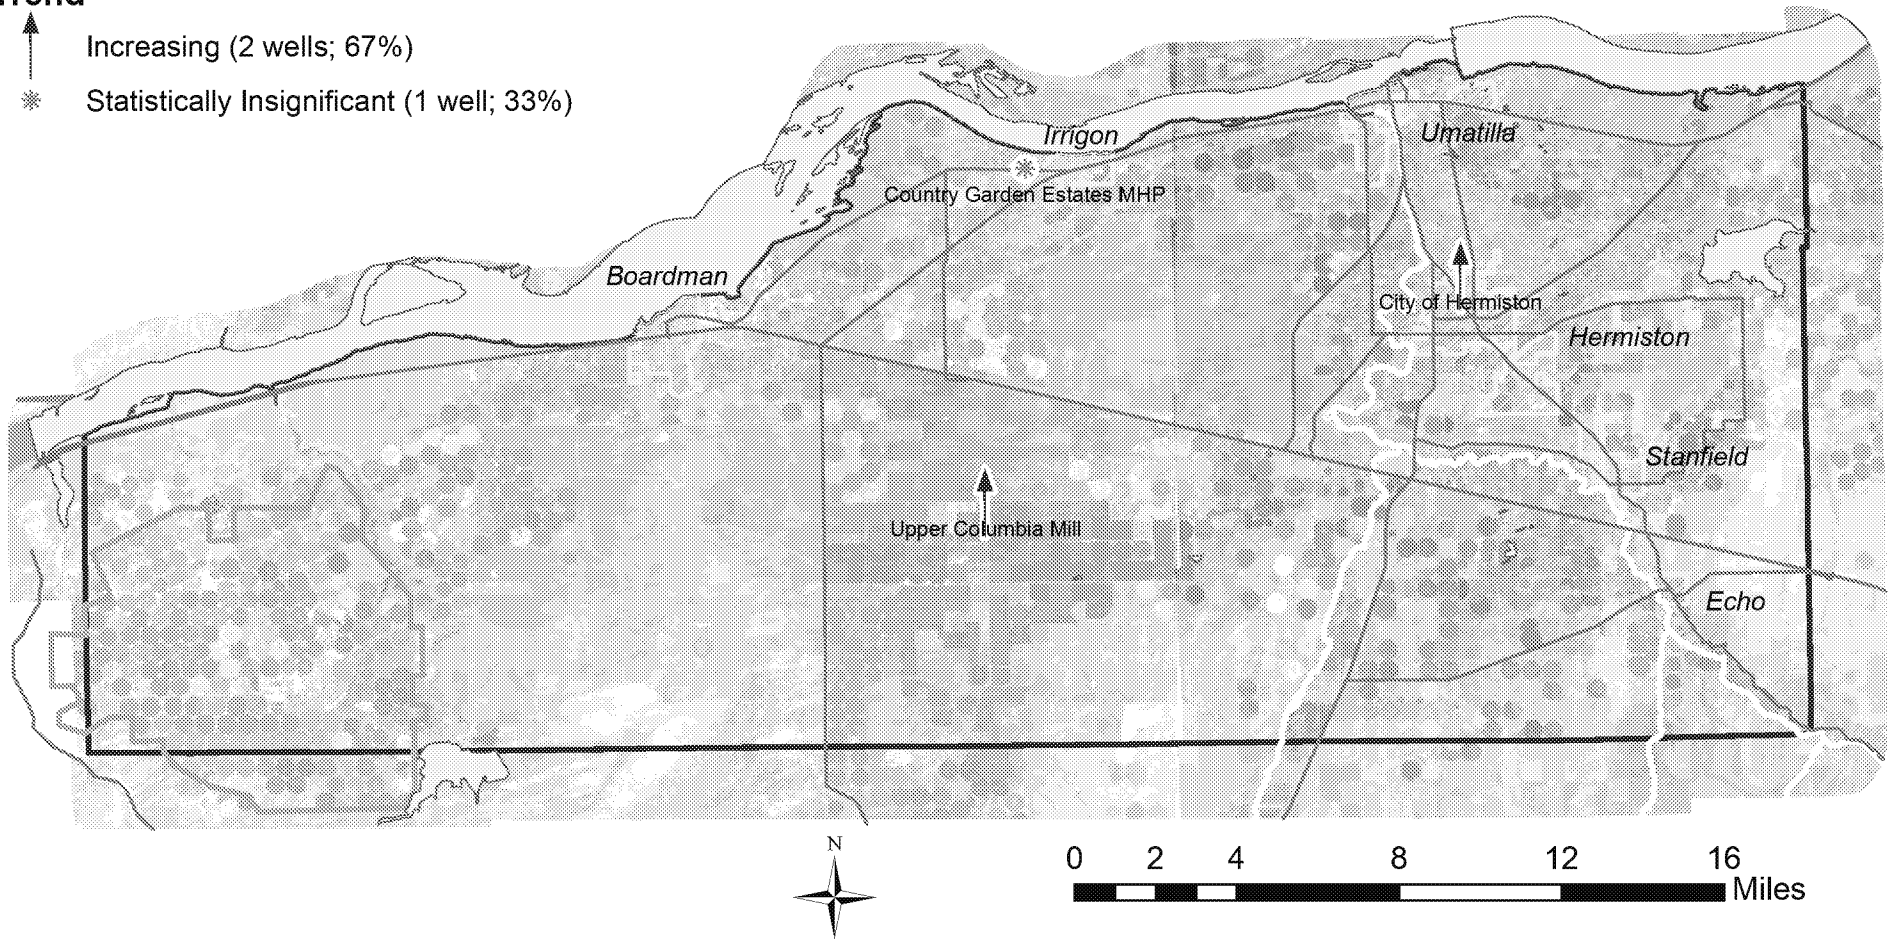 Trend
Increasing (2 wells; 67%)
Statistically Insignificant (1 well; 33%)
Irrigon
Umatilla
Country Garden Estates MHP
Boardman
City of Hermiston
Hermiston
Stanfield
Upper Columbia Mill
Echo
N
0 2 4 8 12 16
Miles